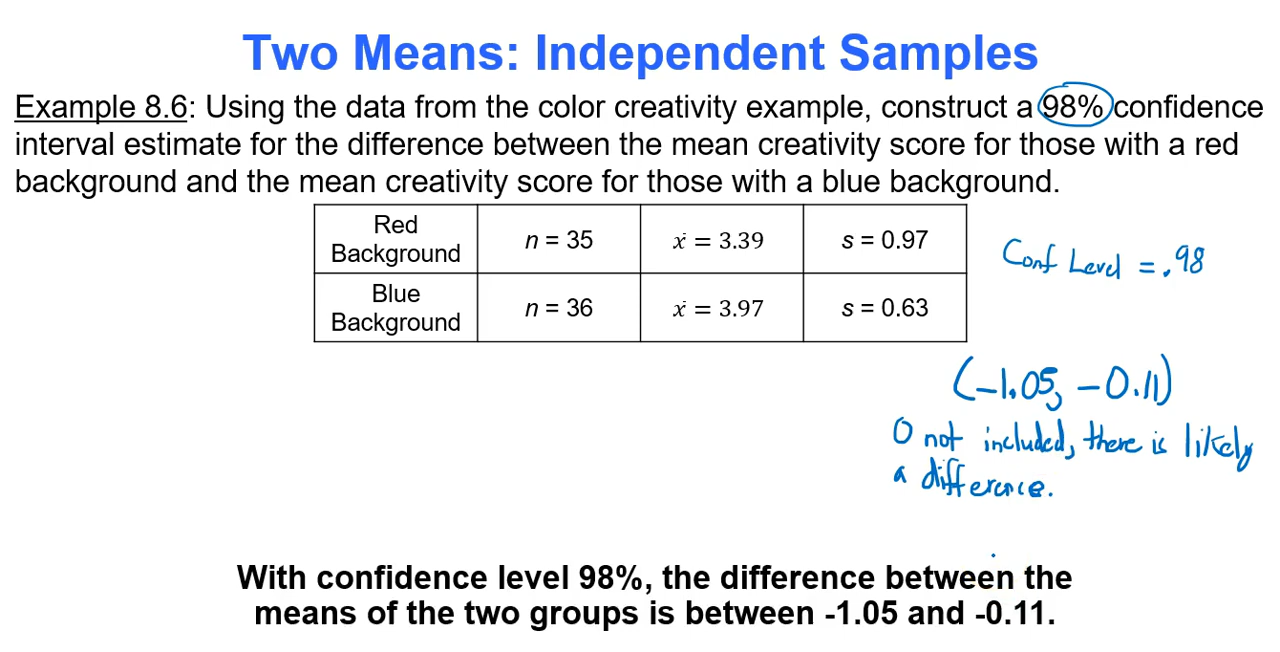 Two Means: Independent Samples
Example 8.6: Using the data from the color creativity example, construct a 98% confidence
interval estimate for the difference between the mean creativity score for those with a red
background and the mean creativity score for those with a blue background.
Red Background n = 35 ẋ = 3.39 s = 0.97
Blue Background n = 36 ẋ = 3.97 s = 0.63
Conf Level = .98
(-1.05, -0.11)
0 not included, there is likely
a difference.
With confidence level 98%, the difference between the
means of the two groups is between -1.05 and -0.11.